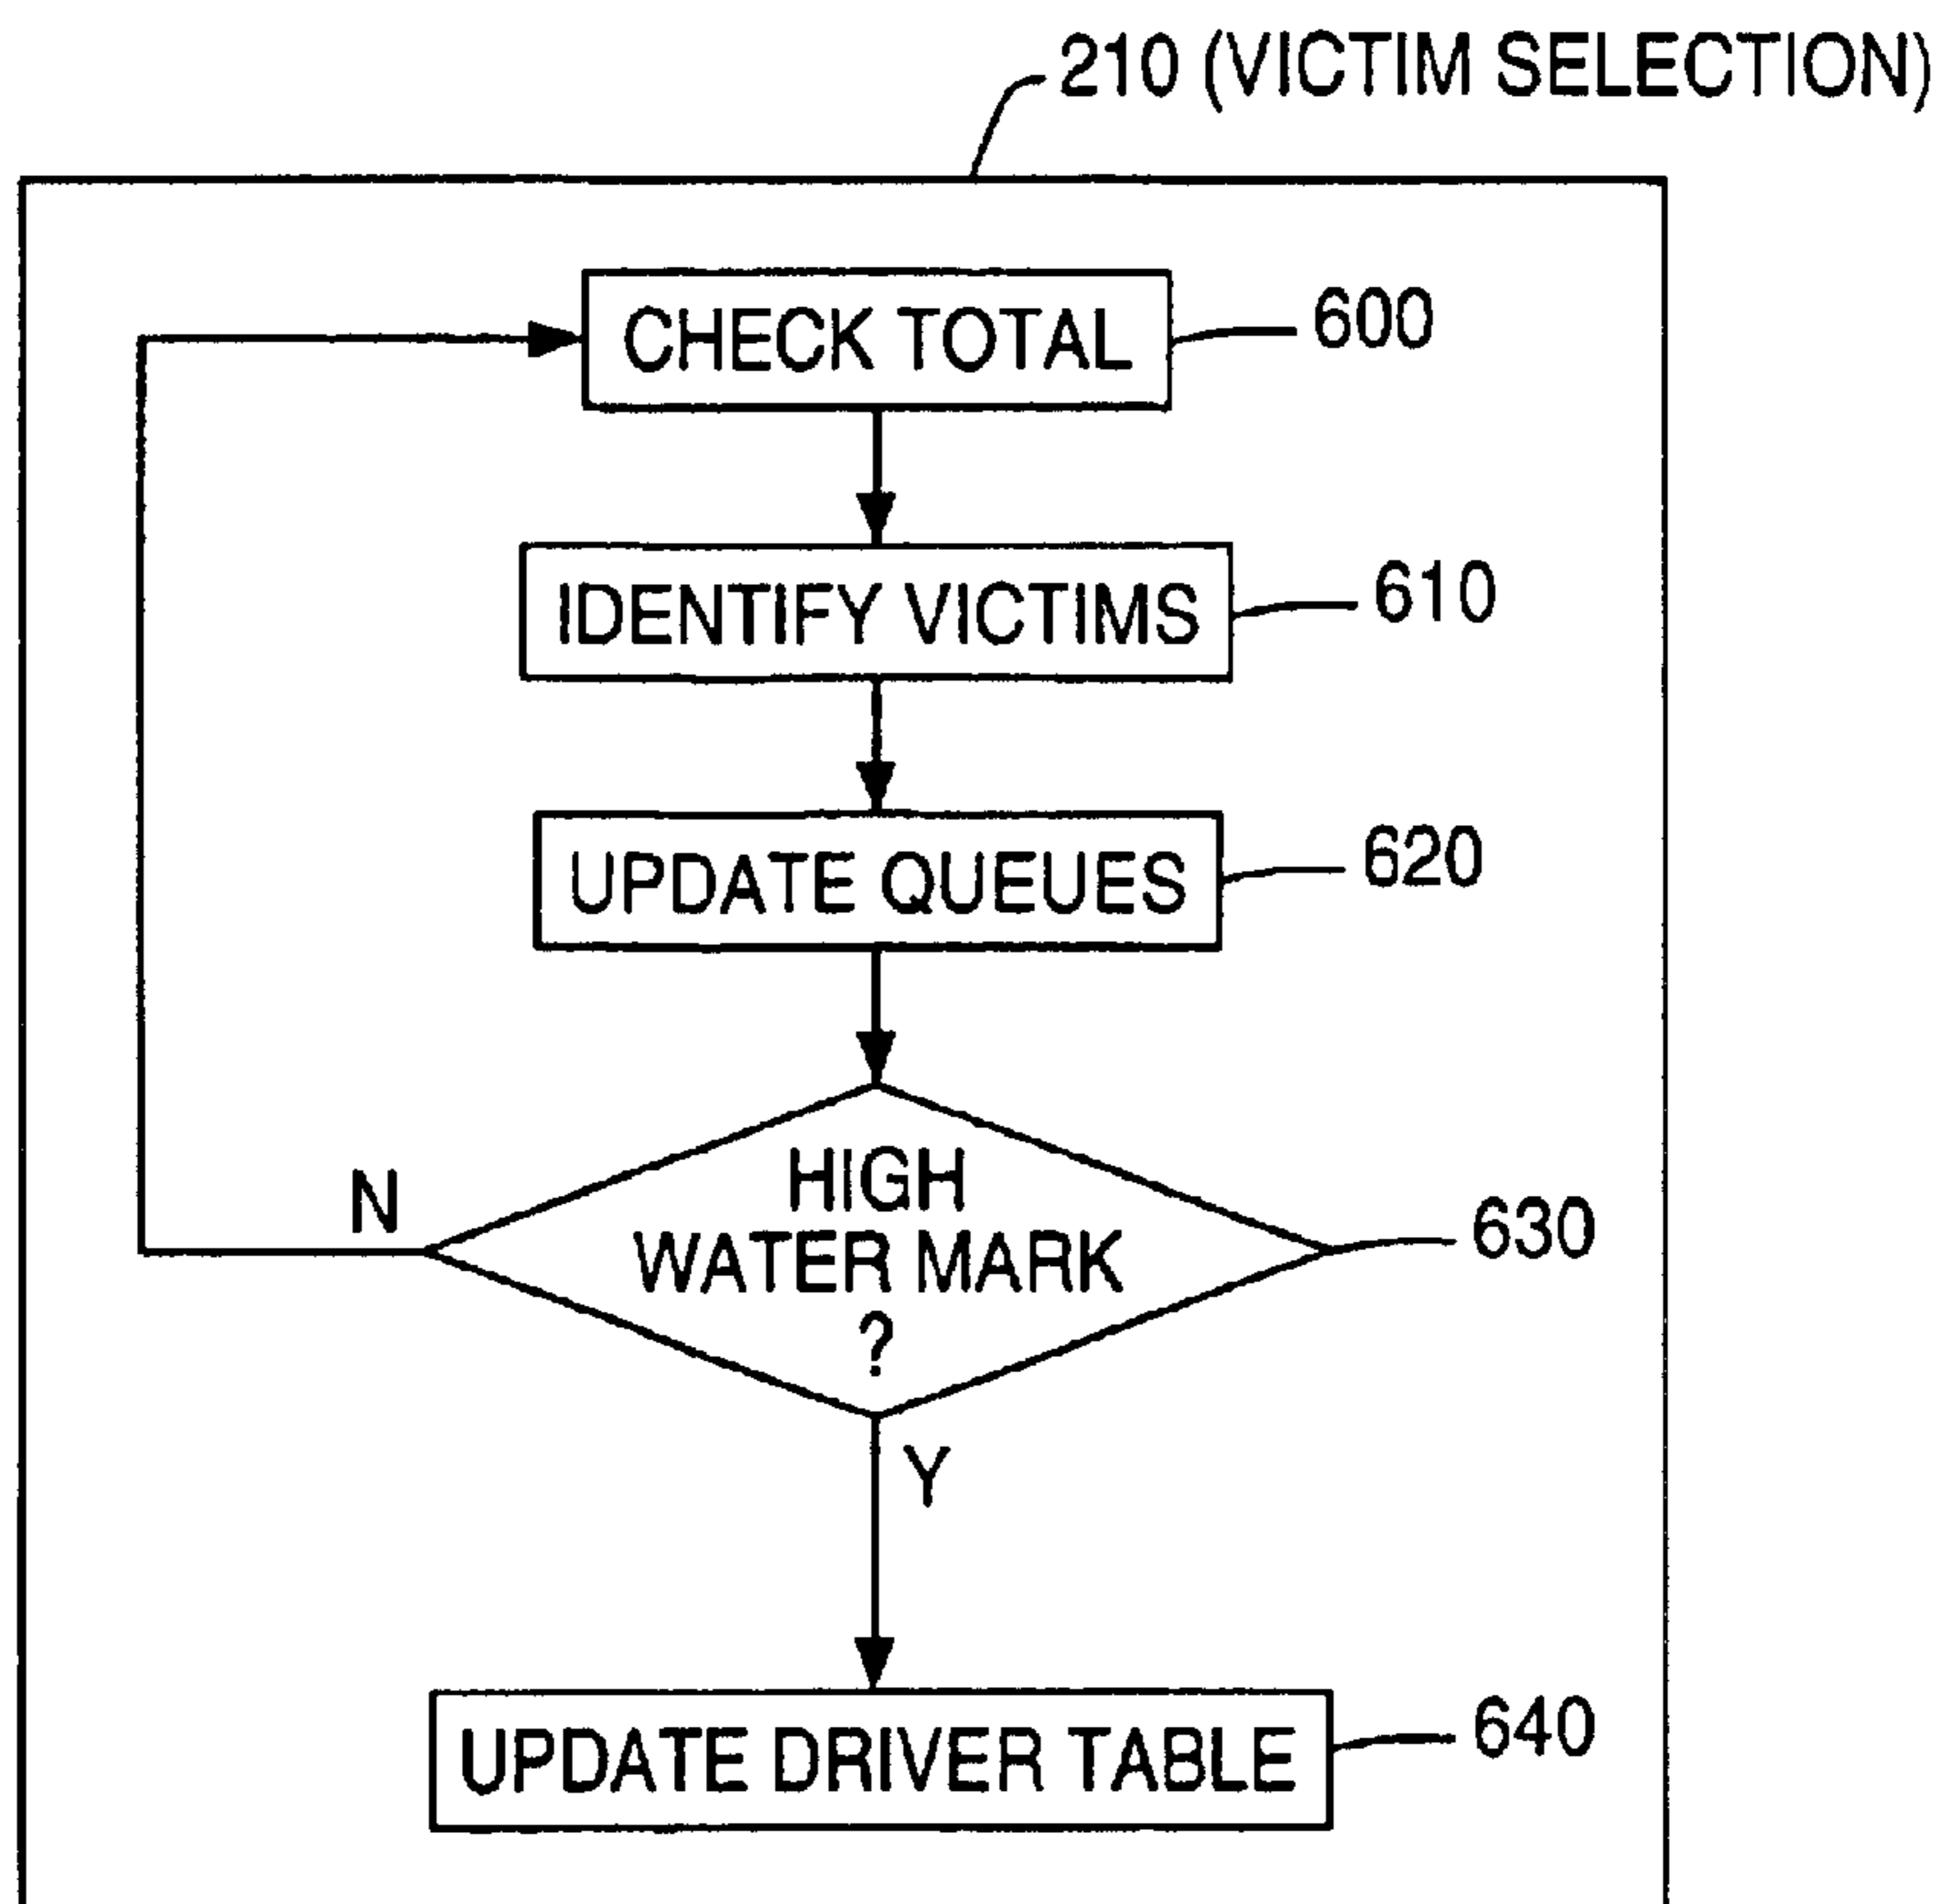 210 (VICTIM SELECTION)
CHECK TOTAL
600
IDENTIFY VICTIMS
610
UPDATE QUEUES
620
HIGH
WATER MARK
?
630
N
Y
UPDATE DRIVER TABLE
640